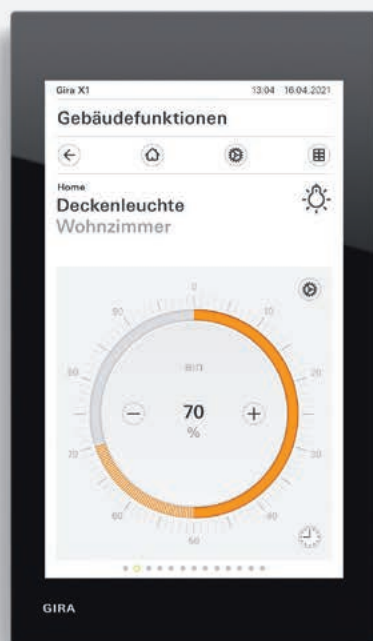 Gira X1 13:04 16.04.2021
Gebäudefunktionen
Home
Deckenleuchte
Wohnzimmer
0
90 10
80 20
ein
70
%
70 30
60 40
50
GIRA